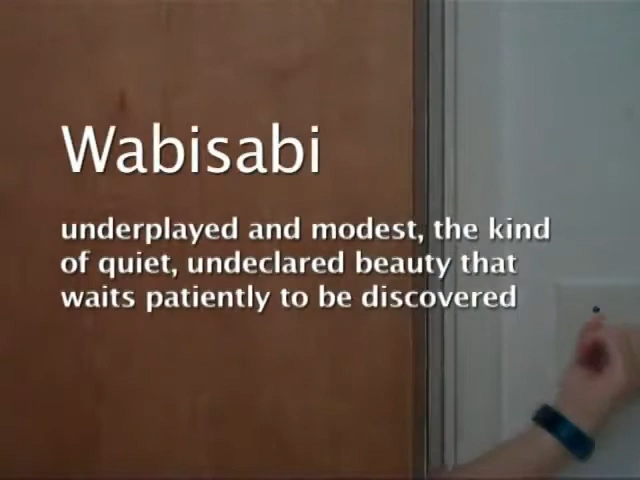 Wabisabi
underplayed and modest, the kind
of quiet, undeclared beauty that
waits patiently to be discovered